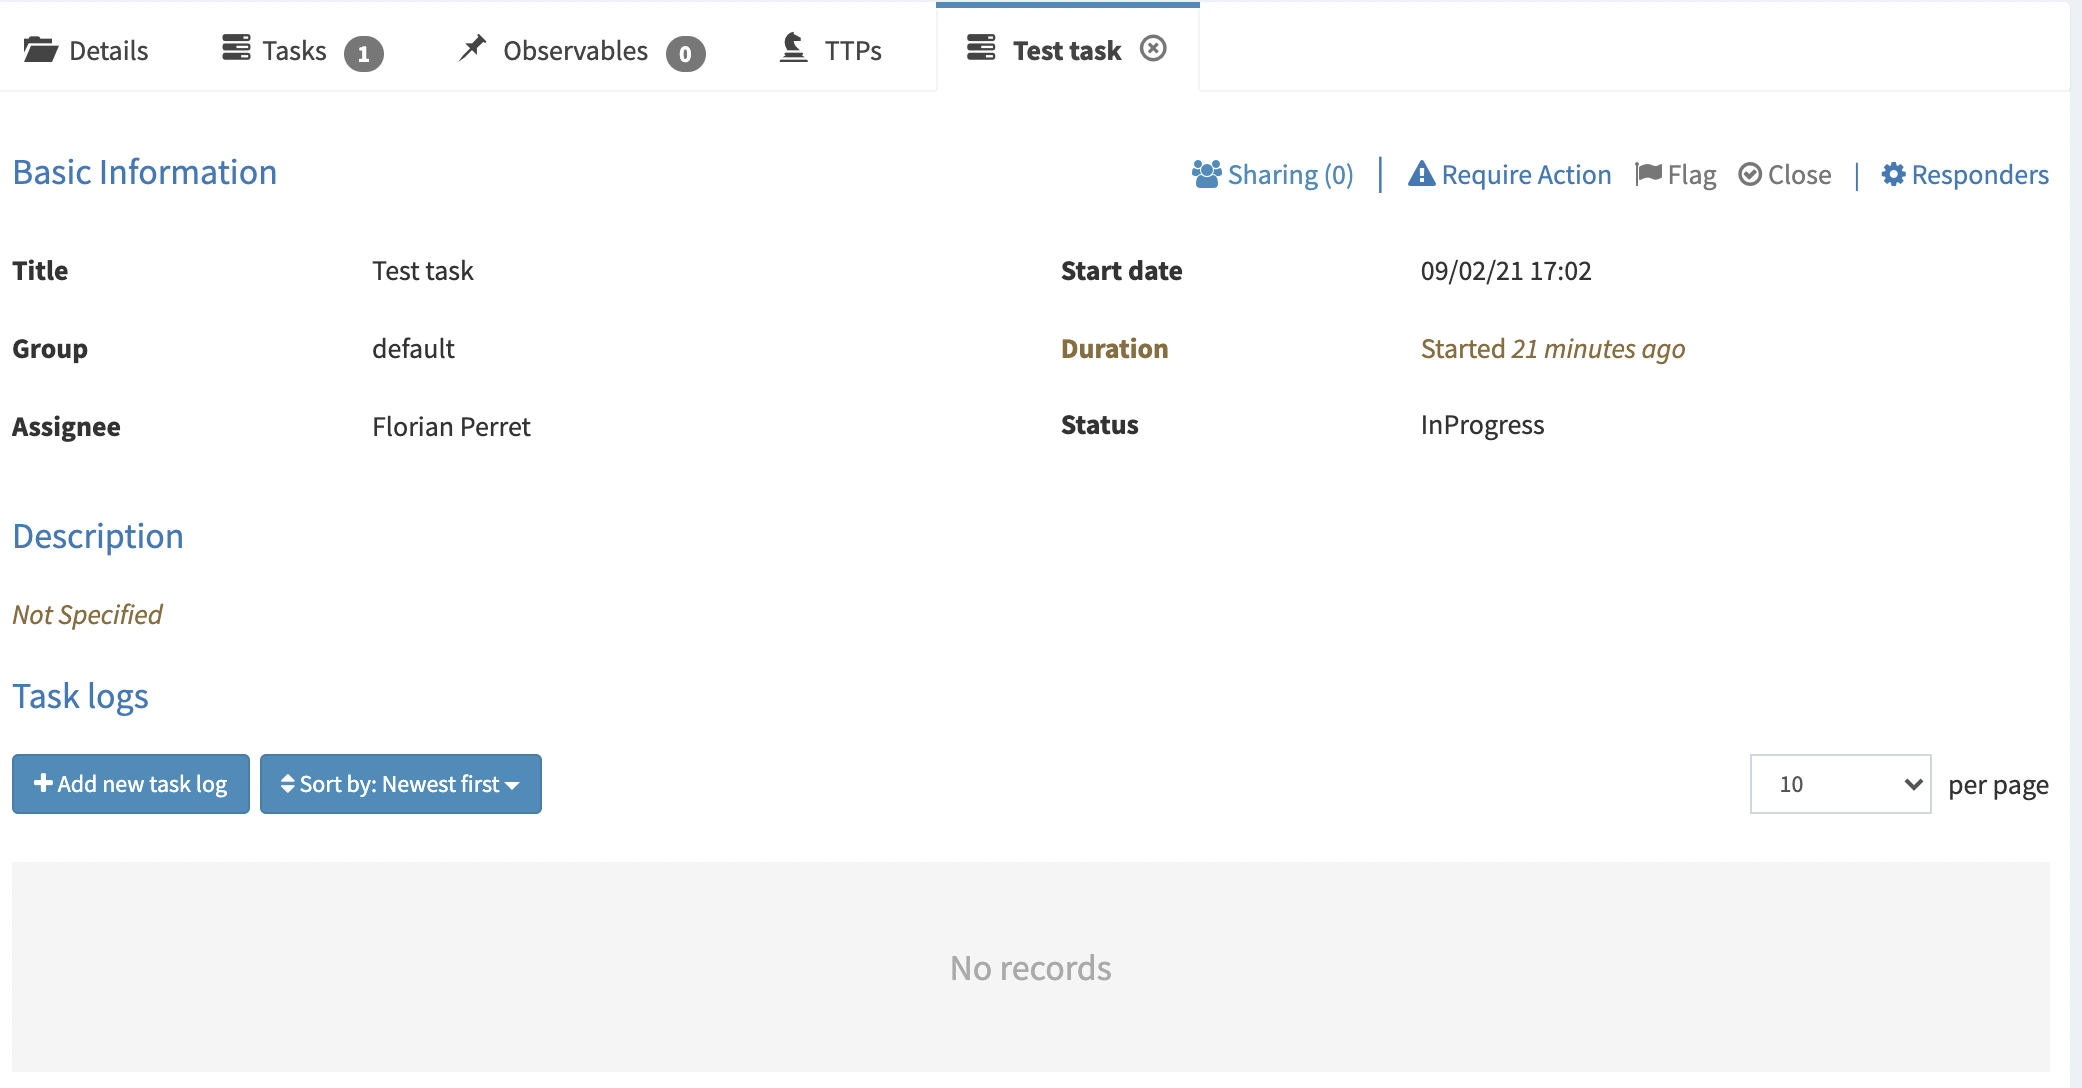 Details Tasks 1 Observables 0 TTPs Test task
Basic Information Sharing (0) | Require Action Flag Close | Responders
Title Test task Start date 09/02/21 17:02
Group default Duration Started 21 minutes ago
Assignee Florian Perret Status InProgress
Description
Not Specified
Task logs
Add new task log Sort by: Newest first 10 per page
No records